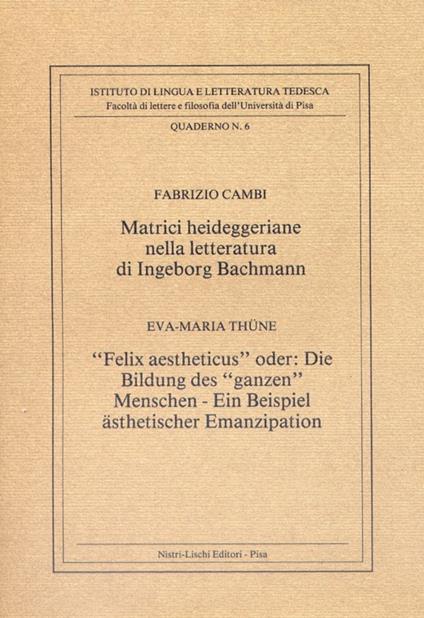 ISTITUTO DI LINGUA E LETTERATURA TEDESCA
Facoltà di lettere e filosofia dell'Università di Pisa
QUADERNO N. 6
FABRIZIO CAMBI
Matrici heideggeriane
nella letteratura
di Ingeborg Bachmann
EVA-MARIA THÜNE
“Felix aestheticus” oder: Die
Bildung des “ganzen”
Menschen - Ein Beispiel
ästhetischer Emanzipation
Nistri-Lischi Editori - Pisa